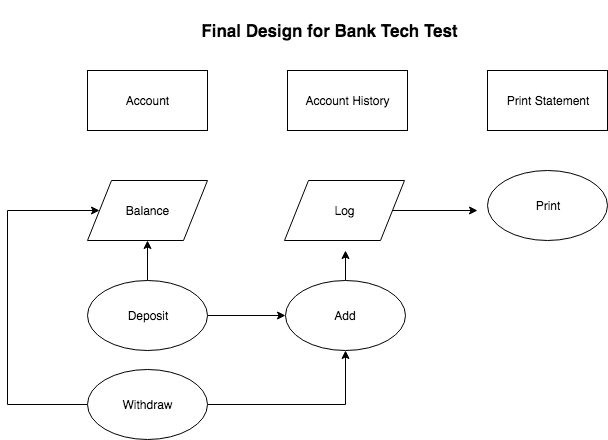 Final Design for Bank Tech Test
Account
Account History
Print Statement
Balance
Log
Print
Deposit
Add
Withdraw